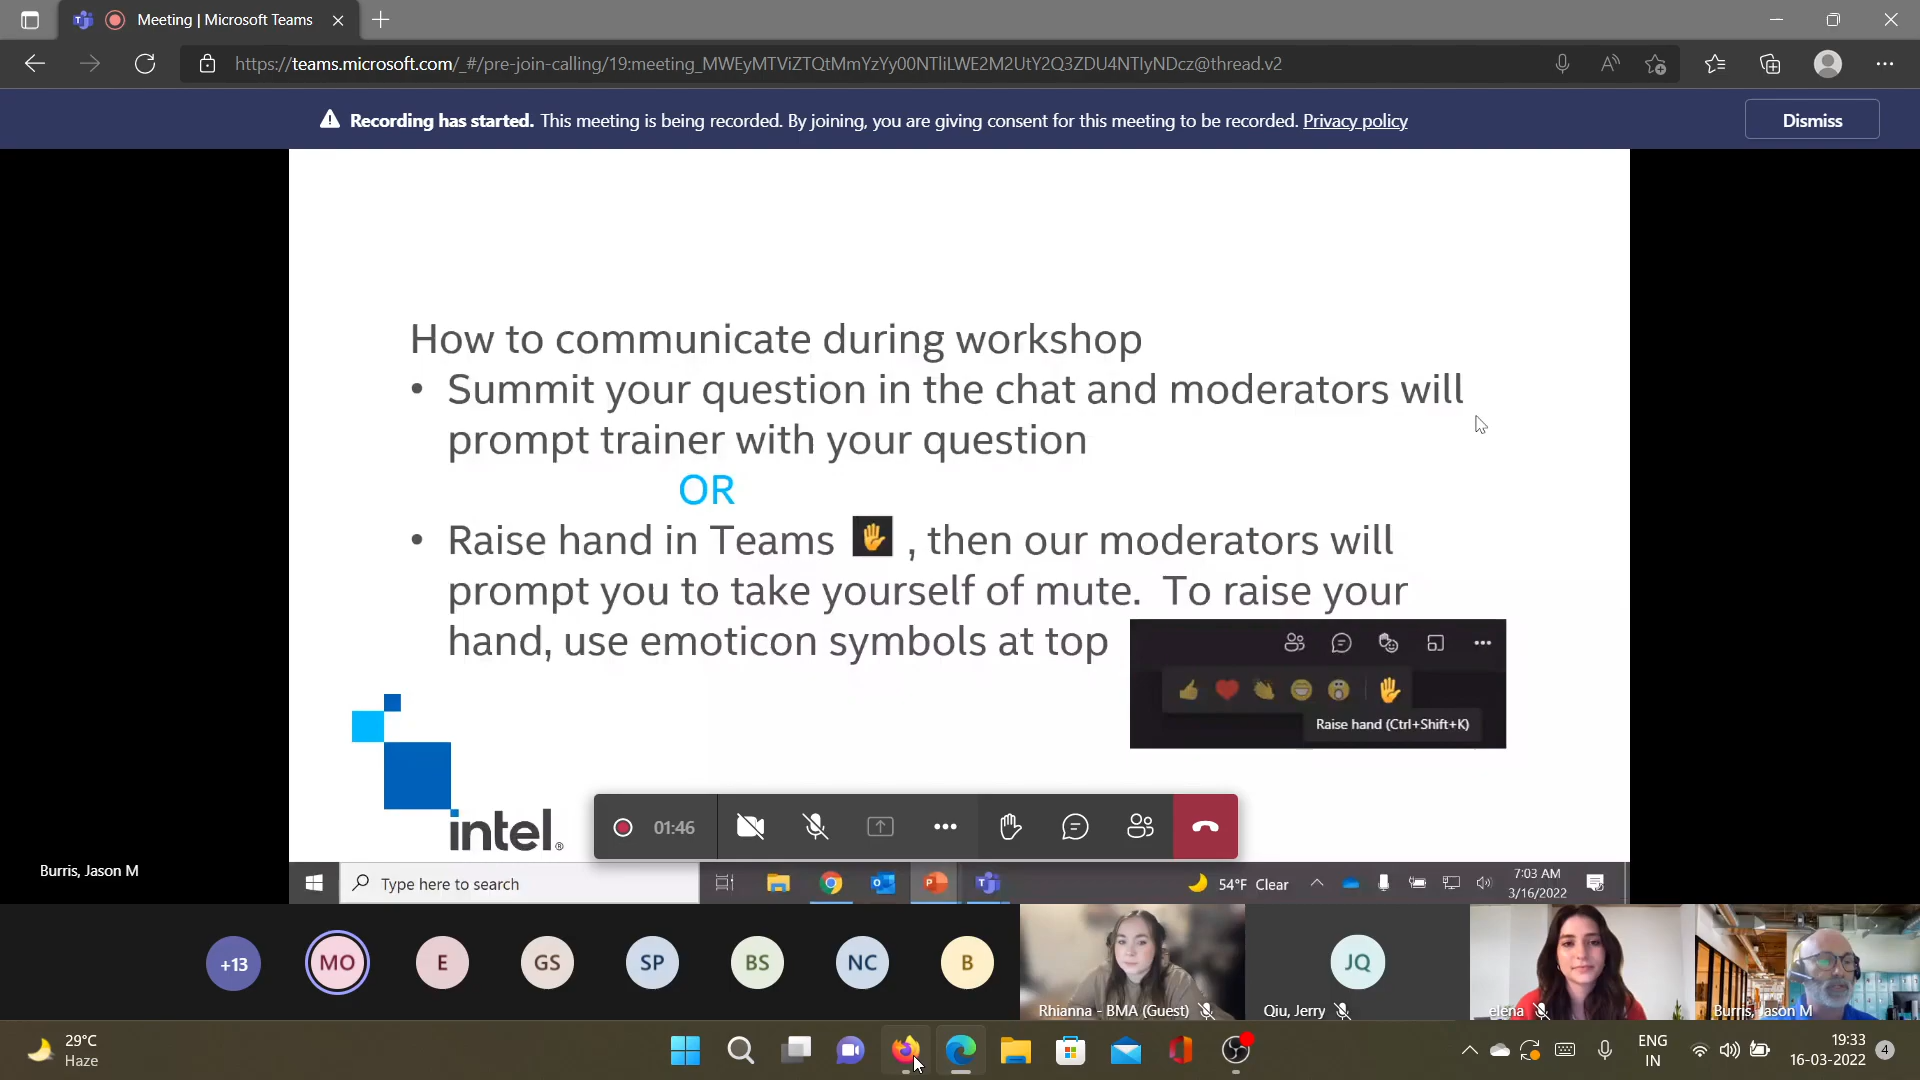 Meeting | Microsoft Teams
https://teams.microsoft.com/_#/pre-join-calling/19:meeting_MWEyMTViZTQtMmYzYy00NTliLWE2M2UtY2Q3ZDU4NTIyNDcz@thread.v2
Recording has started. This meeting is being recorded. By joining, you are giving consent for this meeting to be recorded. Privacy policy
Dismiss
How to communicate during workshop
• Summit your question in the chat and moderators will
prompt trainer with your question
OR
• Raise hand in Teams , then our moderators will
prompt you to take yourself of mute. To raise your
hand, use emoticon symbols at top
Raise hand (Ctrl+Shift+K)
intel®
01:46
Burris, Jason M
Type here to search
54°F Clear
7:03 AM
3/16/2022
+13
MO
E
GS
SP
BS
NC
B
Rhianna - BMA (Guest)
JQ
Qiu, Jerry
elena
Burris, Jason M
29°C
Haze
ENG
IN
19:33
16-03-2022
4